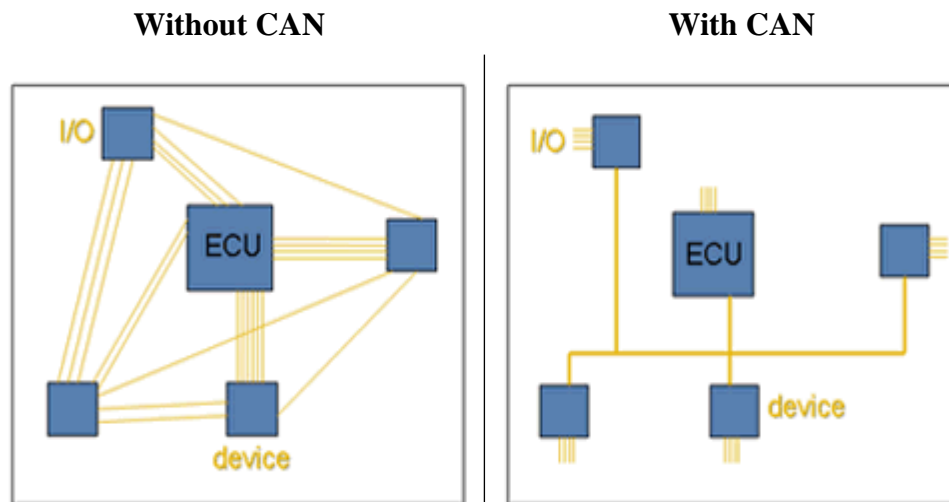 Without CAN
With CAN
I/O
ECU
device
I/O
ECU
device